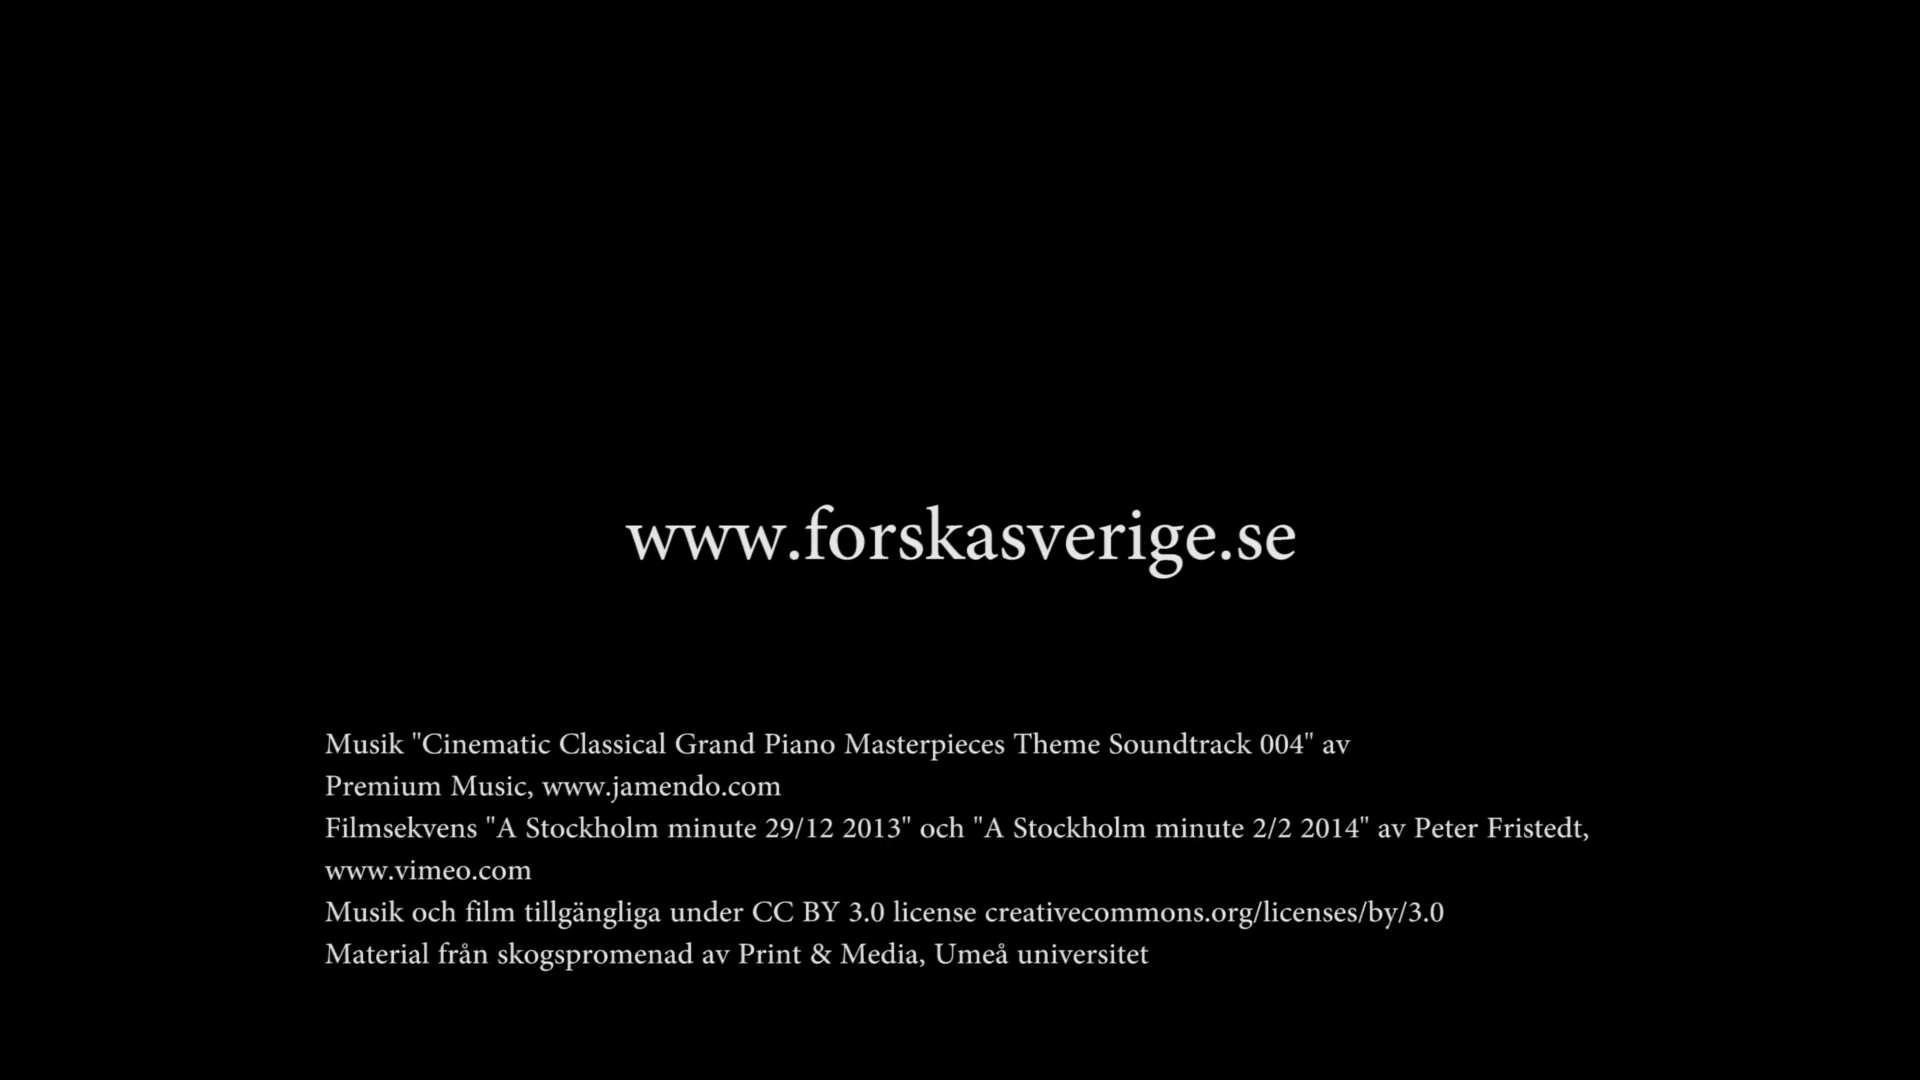 www.forskasverige.se
Musik "Cinematic Classical Grand Piano Masterpieces Theme Soundtrack 004" av
Premium Music, www.jamendo.com
Filmsekvens "A Stockholm minute 29/12 2013" och "A Stockholm minute 2/2 2014" av Peter Fristedt,
www.vimeo.com
Musik och film tillgängliga under CC BY 3.0 license creativecommons.org/licenses/by/3.0
Material från skogspromenad av Print & Media, Umeå universitet